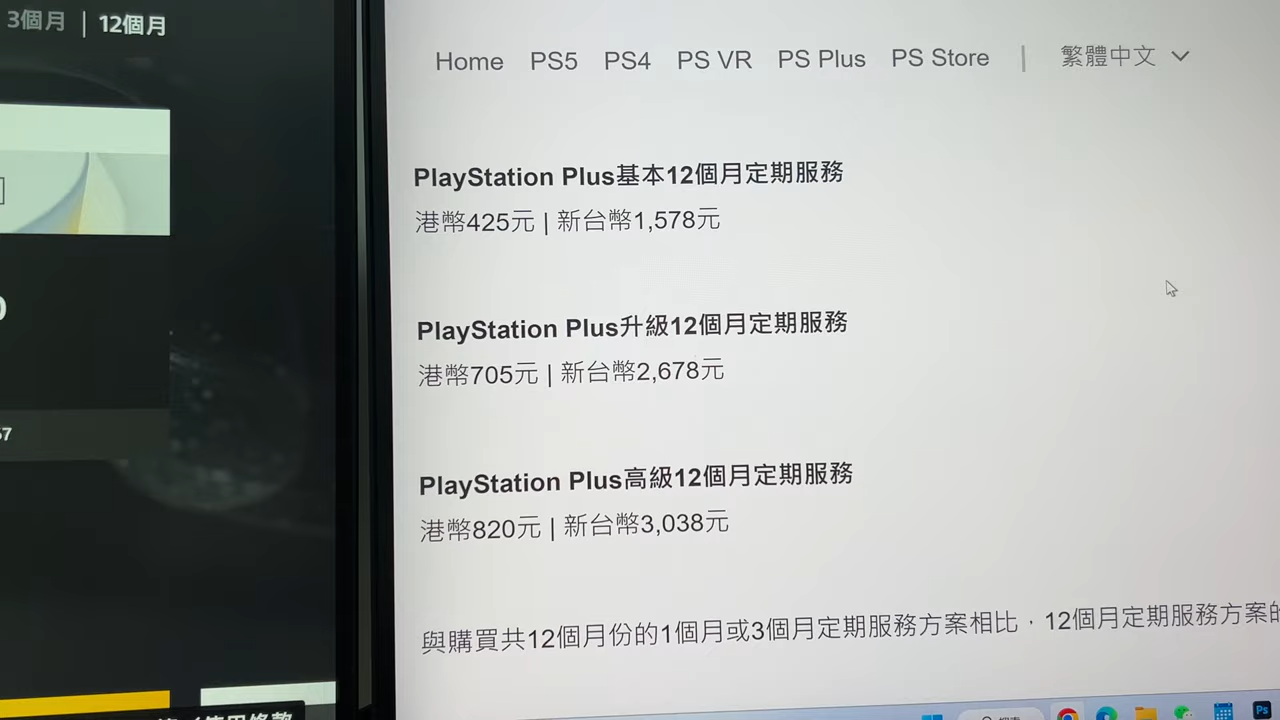 3個月 | 12個月
Home PS5 PS4 PS VR PS Plus PS Store | 繁體中文
PlayStation Plus基本12個月定期服務
港幣425元 | 新台幣1,578元
PlayStation Plus升級12個月定期服務
港幣705元 | 新台幣2,678元
PlayStation Plus高級12個月定期服務
港幣820元 | 新台幣3,038元
與購買共12個月份的1個月或3個月定期服務方案相比，12個月定期服務方案的
Ps